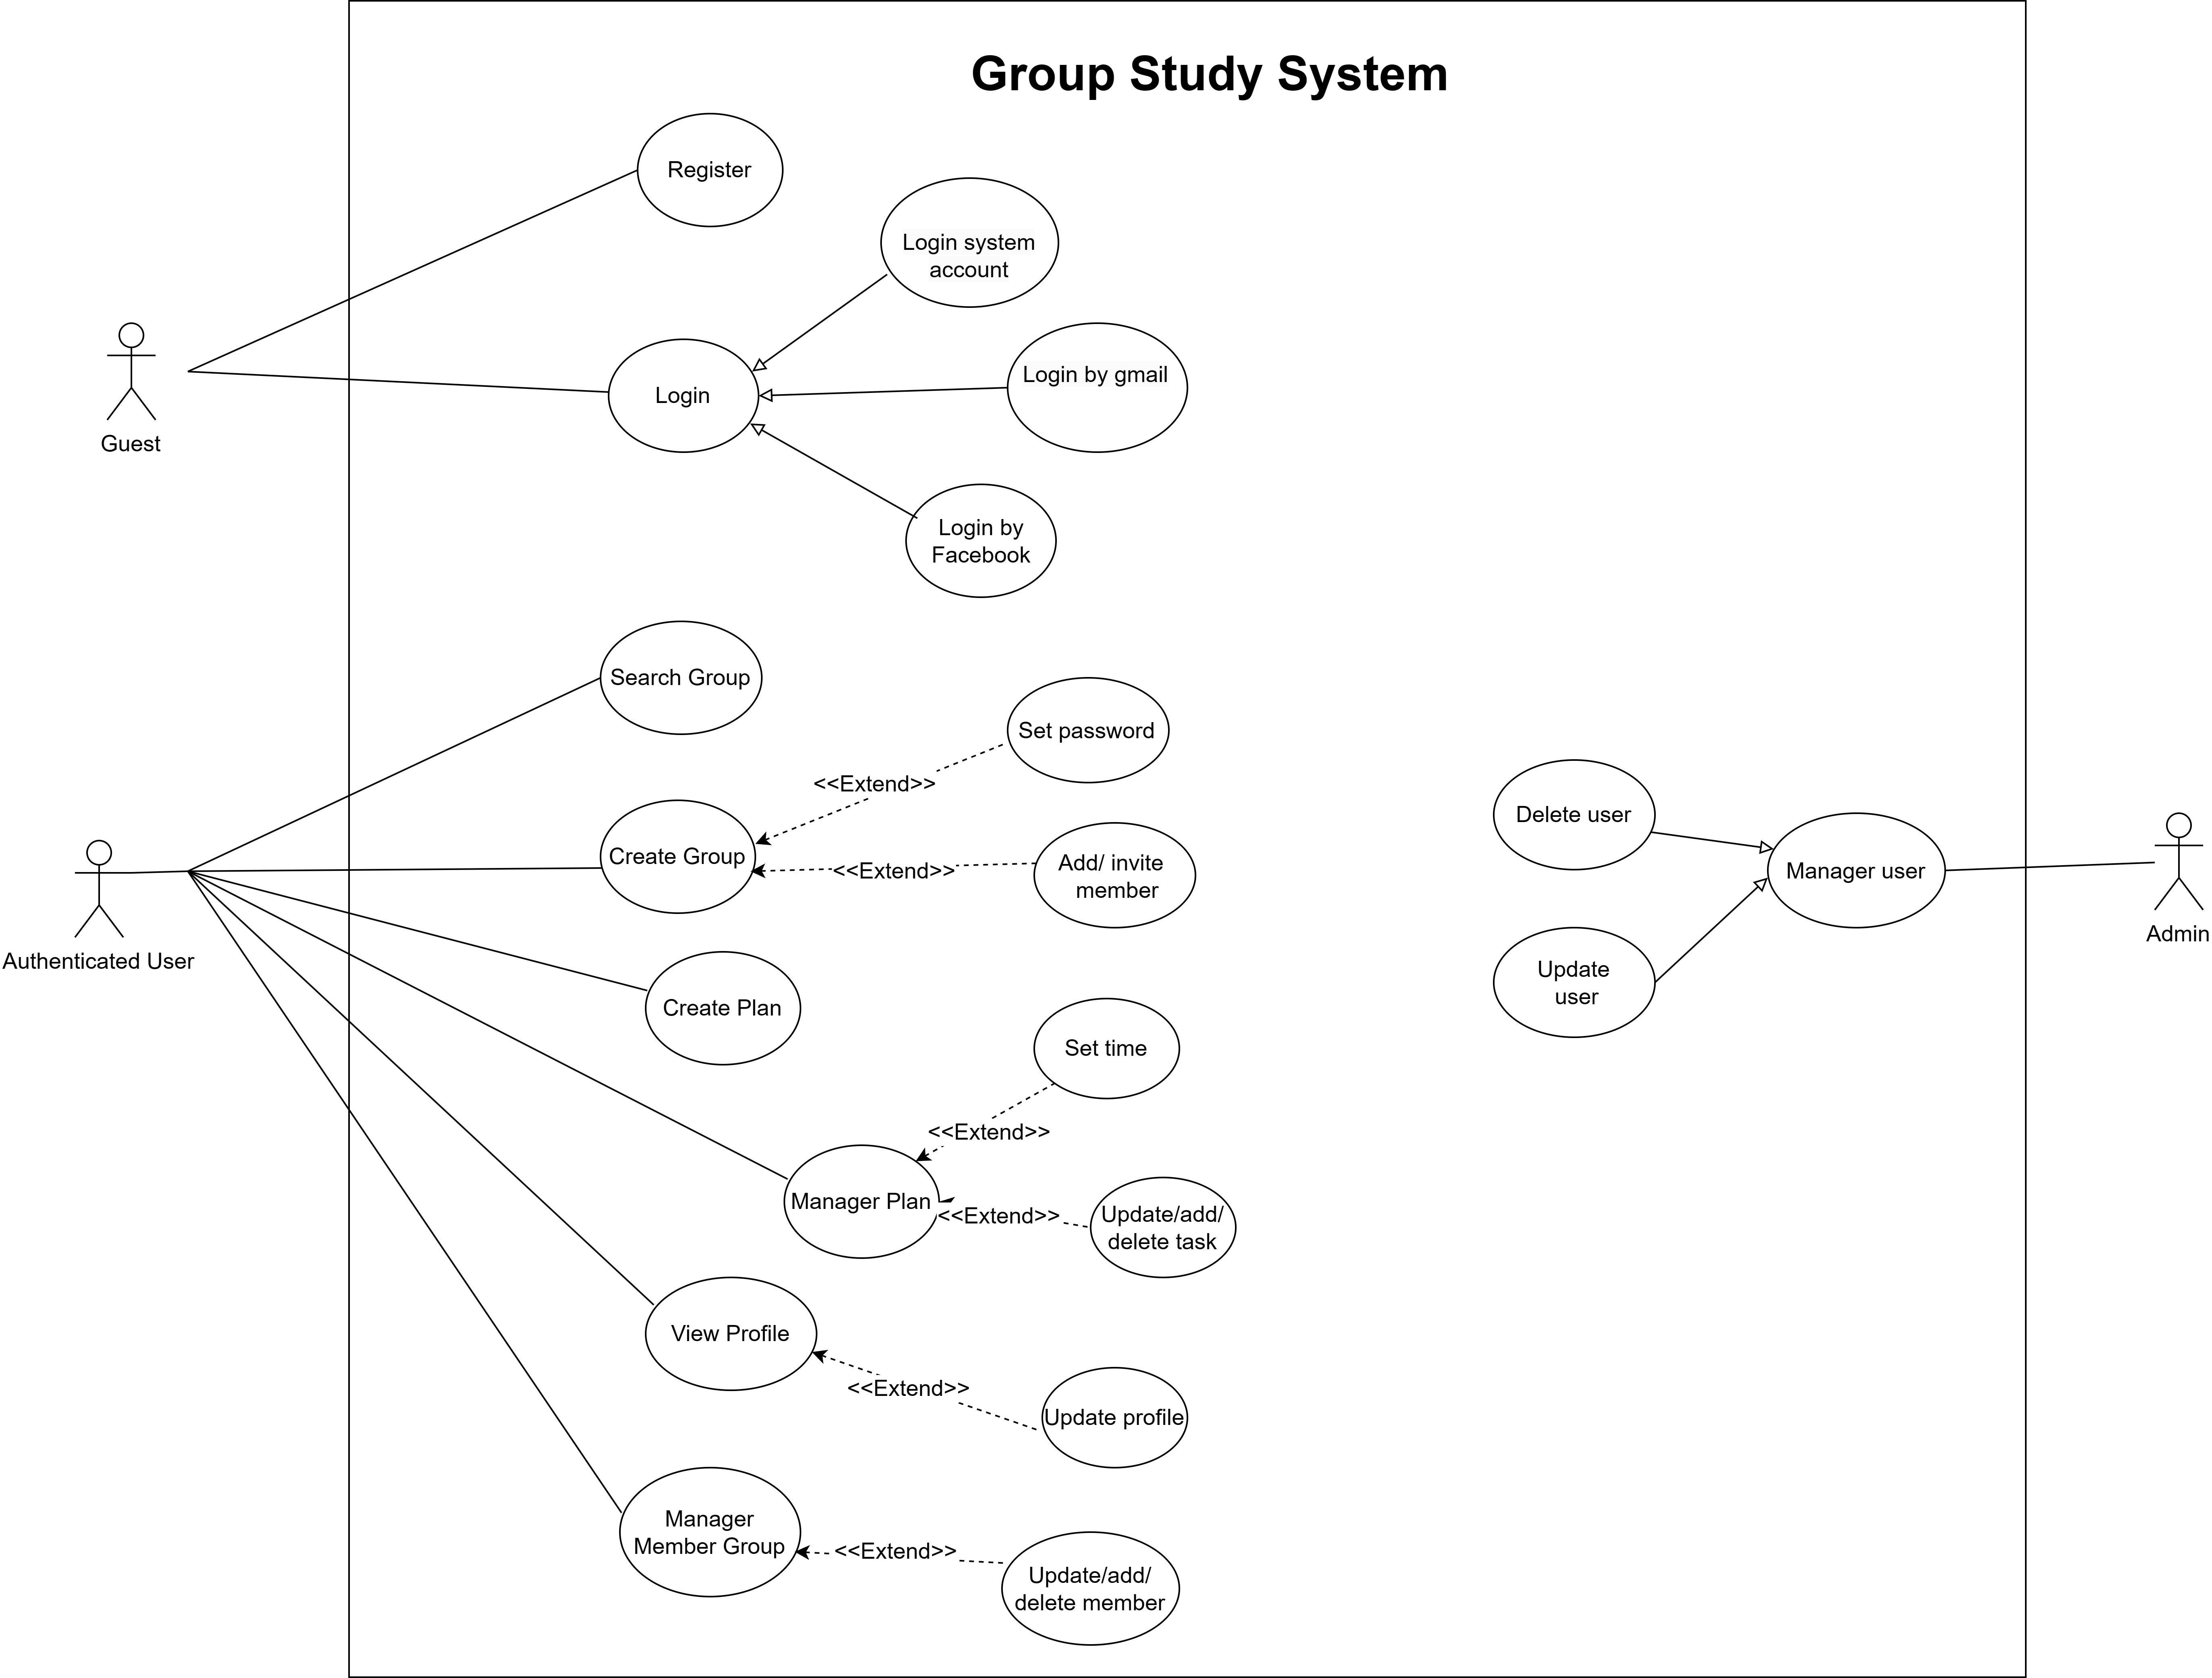 Group Study System
Register
Login system
account
Login by gmail
Login
Guest
Login by
Facebook
Search Group
Set password
<<Extend>>
Delete user
Create Group
<<Extend>>
Add/ invite
member
Manager user
Admin
Authenticated User
Update
user
Create Plan
Set time
<<Extend>>
Manager Plan
<<Extend>>
Update/add/
delete task
View Profile
<<Extend>>
Update profile
Manager
Member Group
<<Extend>>
Update/add/
delete member